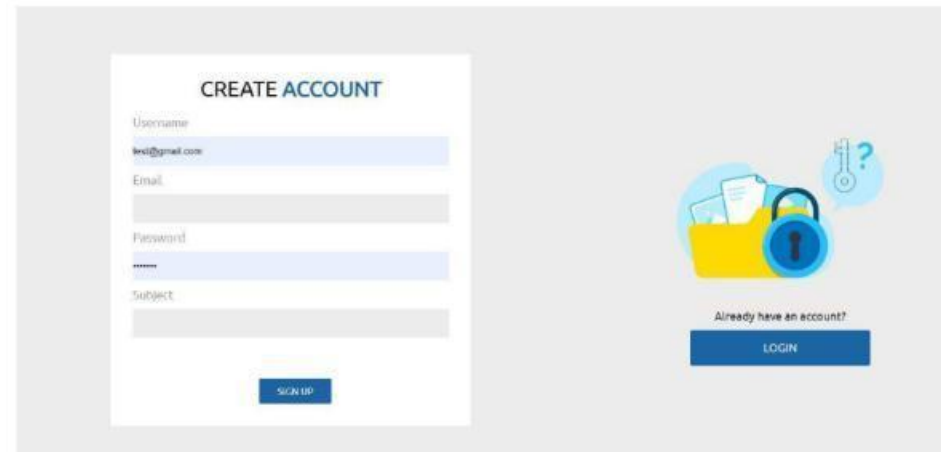 CREATE ACCOUNT
Username
test@gmail.com
Email
Password
•••••••
Subject
SIGN UP
?
Already have an account?
LOGIN